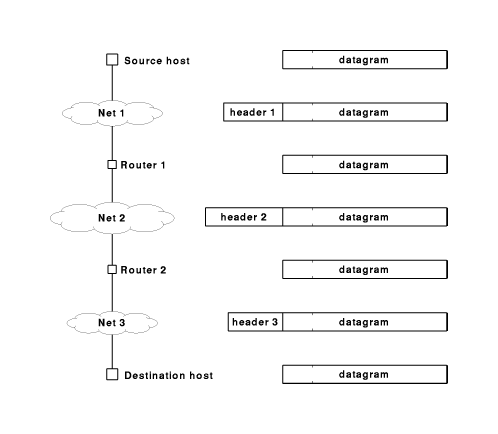 Source host datagram
Net 1 header 1 datagram
Router 1 datagram
Net 2 header 2 datagram
Router 2 datagram
Net 3 header 3 datagram
Destination host datagram